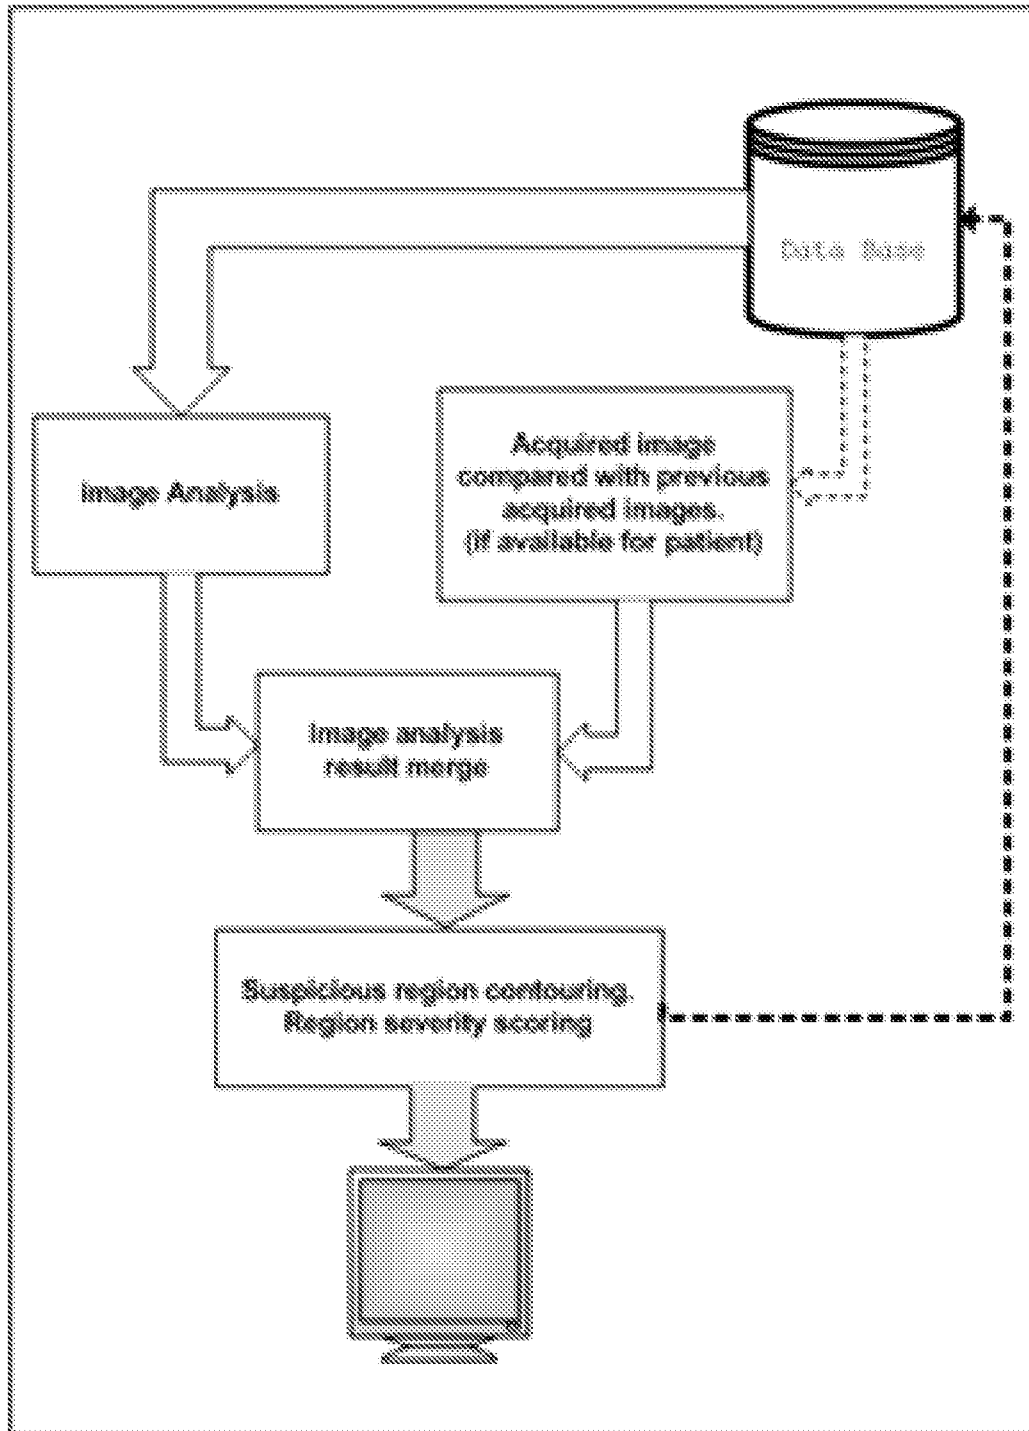 Data Base
Image Analysis
Acquired image
compared with previous
acquired images.
(if available for patient)
Image analysis
result merge
Suspicious region contouring.
Region severity scoring